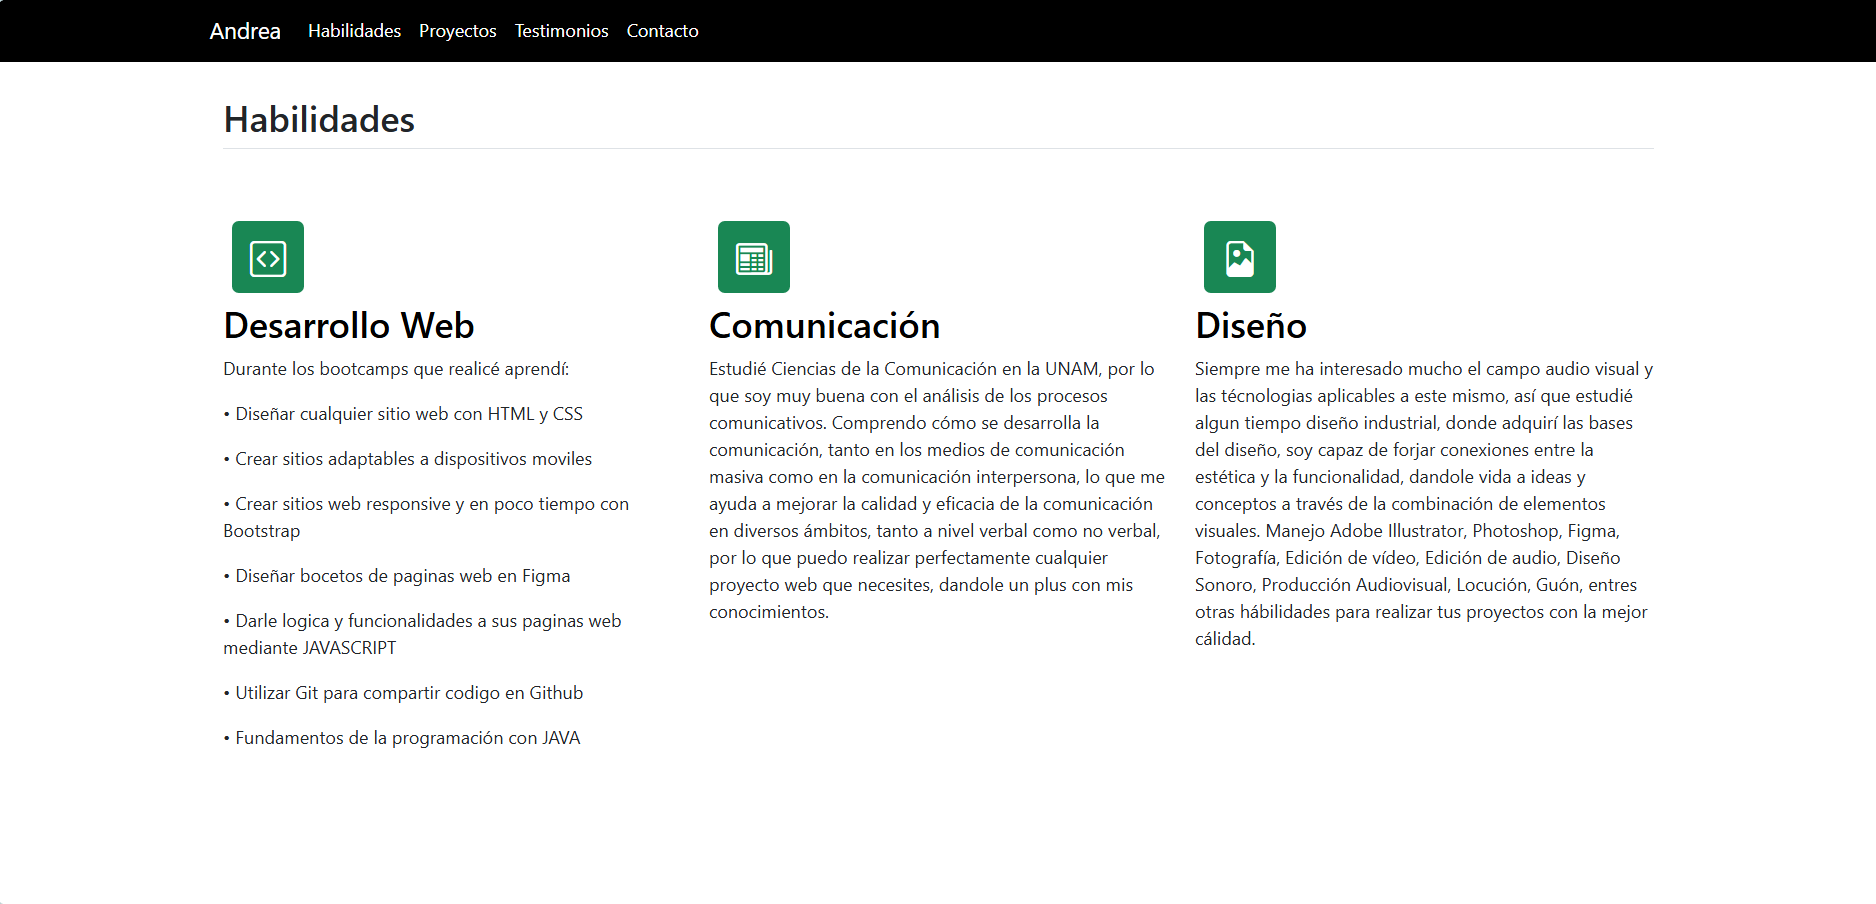 Andrea Habilidades Proyectos Testimonios Contacto
Habilidades
Desarrollo Web
Durante los bootcamps que realicé aprendí:
• Diseñar cualquier sitio web con HTML y CSS
• Crear sitios adaptables a dispositivos moviles
• Crear sitios web responsive y en poco tiempo con
Bootstrap
• Diseñar bocetos de paginas web en Figma
• Darle logica y funcionalidades a sus paginas web
mediante JAVASCRIPT
• Utilizar Git para compartir codigo en Github
• Fundamentos de la programación con JAVA
Comunicación
Estudié Ciencias de la Comunicación en la UNAM, por lo
que soy muy buena con el análisis de los procesos
comunicativos. Comprendo cómo se desarrolla la
comunicación, tanto en los medios de comunicación
masiva como en la comunicación interpersona, lo que me
ayuda a mejorar la calidad y eficacia de la comunicación
en diversos ámbitos, tanto a nivel verbal como no verbal,
por lo que puedo realizar perfectamente cualquier
proyecto web que necesites, dandole un plus con mis
conocimientos.
Diseño
Siempre me ha interesado mucho el campo audio visual y
las técnologias aplicables a este mismo, así que estudié
algun tiempo diseño industrial, donde adquirí las bases
del diseño, soy capaz de forjar conexiones entre la
estética y la funcionalidad, dandole vida a ideas y
conceptos a través de la combinación de elementos
visuales. Manejo Adobe Illustrator, Photoshop, Figma,
Fotografía, Edición de vídeo, Edición de audio, Diseño
Sonoro, Producción Audiovisual, Locución, Guón, entres
otras hábilidades para realizar tus proyectos con la mejor
cálidad.